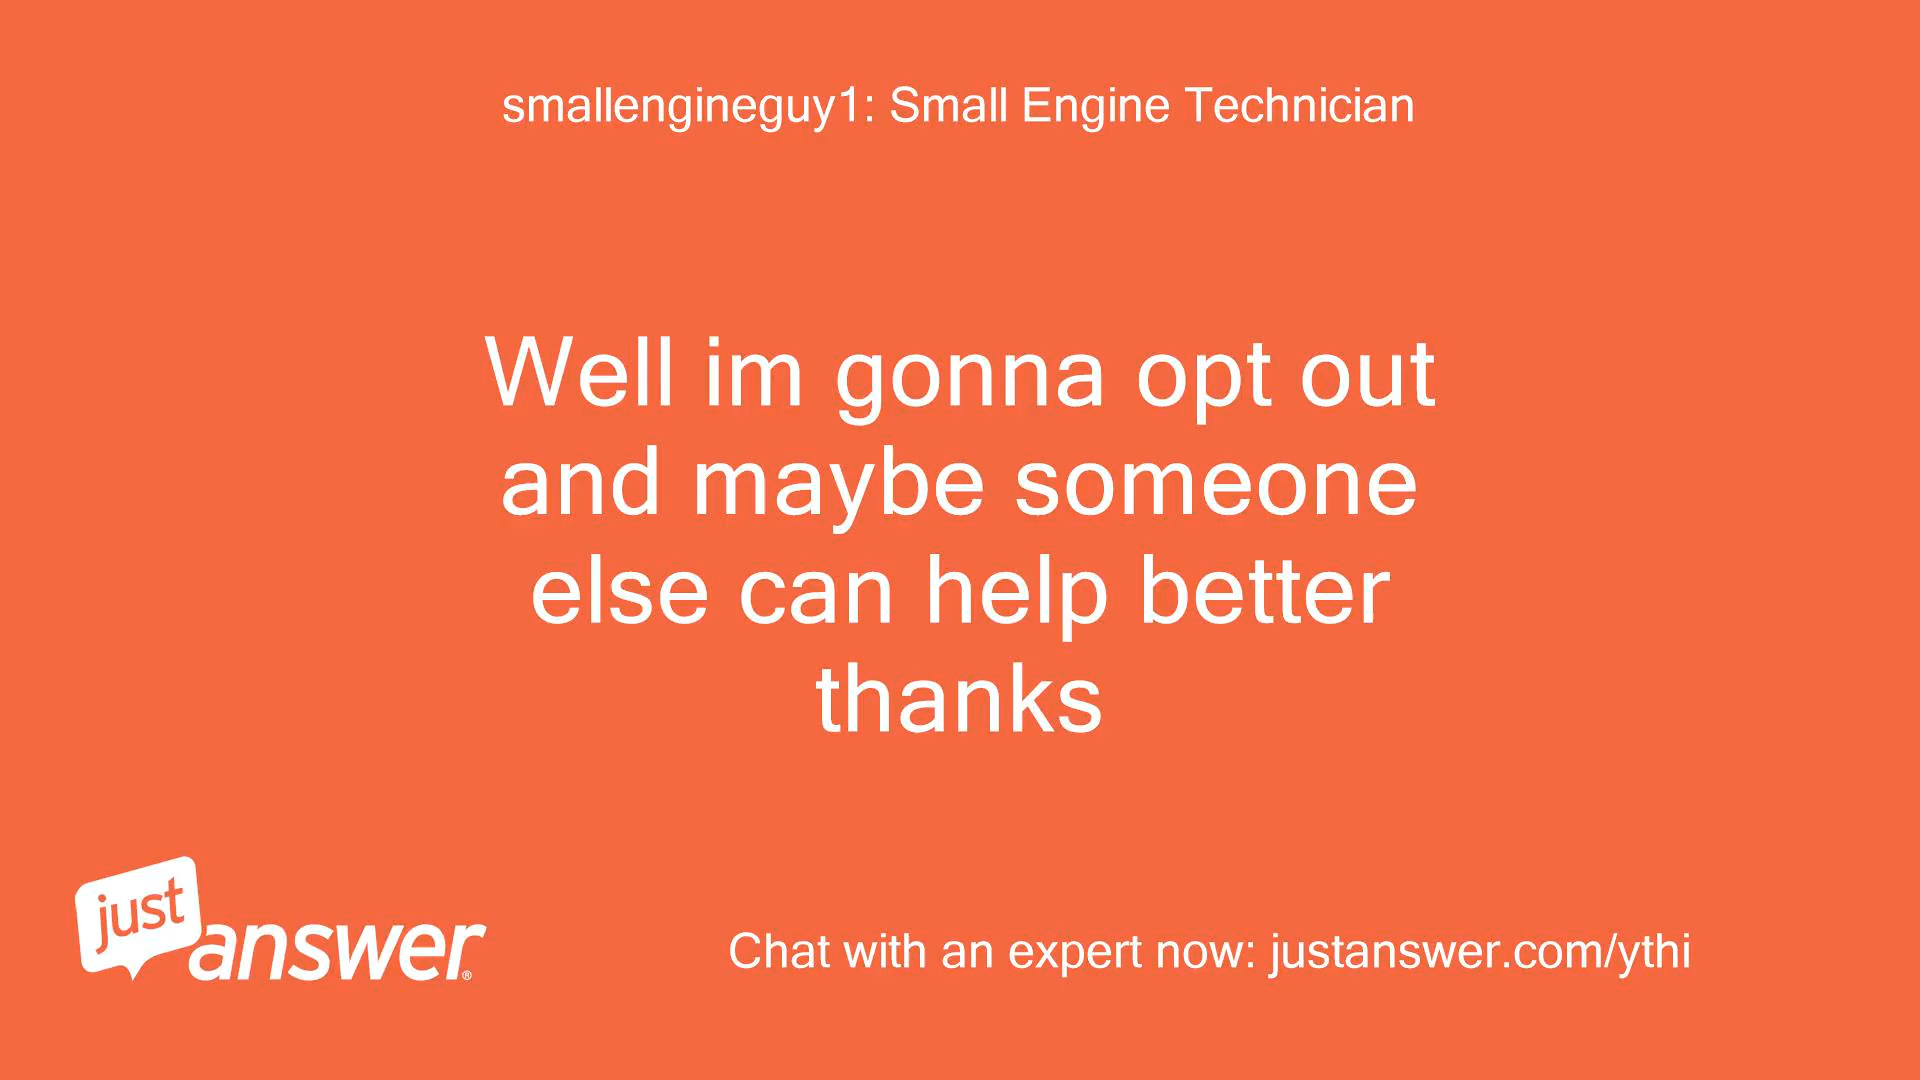 smallengineguy1: Small Engine Technician
Well im gonna opt out
and maybe someone
else can help better
thanks
just
answer®
Chat with an expert now: justanswer.com/ythi